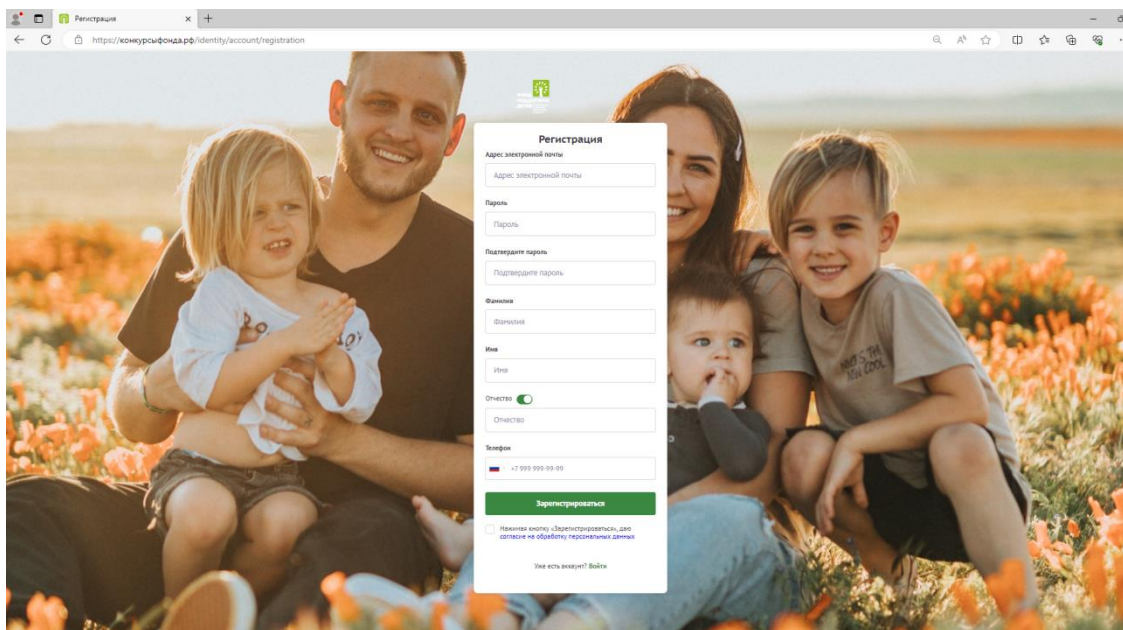 Регистрация
https://конкурсыфонда.рф/identity/account/registration
Регистрация
Адрес электронной почты
Адрес электронной почты
Пароль
Пароль
Подтвердите пароль
Подтвердите пароль
Фамилия
Фамилия
Имя
Имя
Отчество
Отчество
Телефон
+7 999 999-99-99
Зарегистрироваться
Нажимая кнопку «Зарегистрироваться», даю
согласие на обработку персональных данных
Уже есть аккаунт? Войти